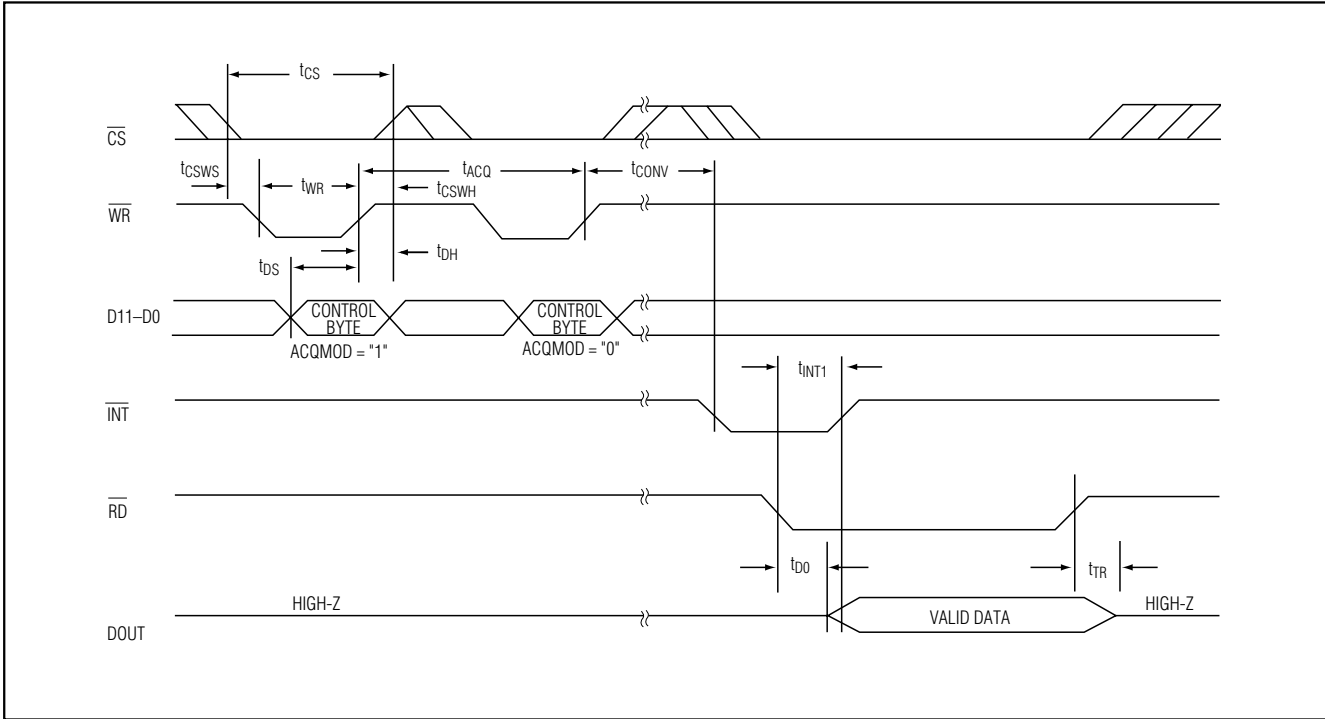 tCS
CS
tCSWS
tWR
tACQ
tCONV
tCSWH
WR
tDH
tDS
D11–D0
CONTROL
BYTE
CONTROL
BYTE
ACQMOD = "1"
ACQMOD = "0"
tINT1
INT
RD
tD0
tTR
HIGH-Z
VALID DATA
HIGH-Z
DOUT